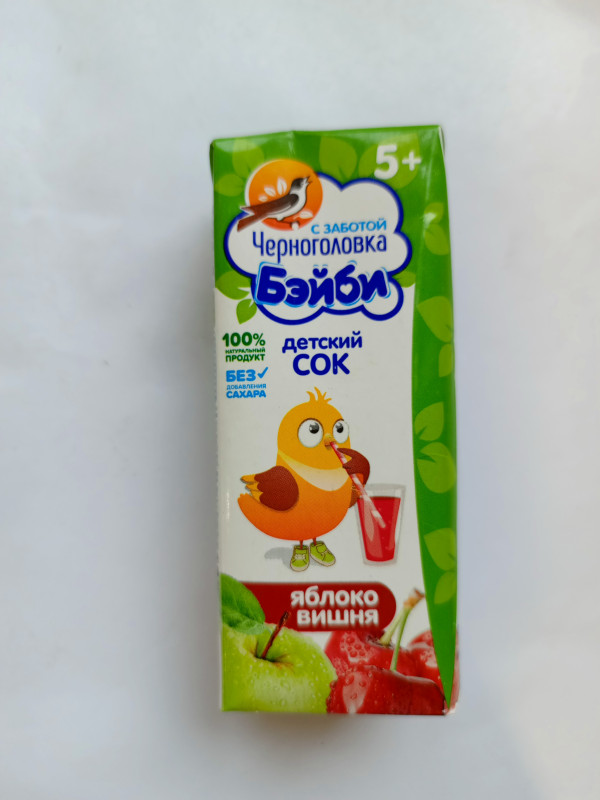 5+
С ЗАБОТОЙ
Черноголовка
Бэйби
100%
НАТУРАЛЬНЫЙ
ПРОДУКТ
БЕЗ
ДОБАВЛЕНИЯ
САХАРА
детский
СОК
яблоко
вишня